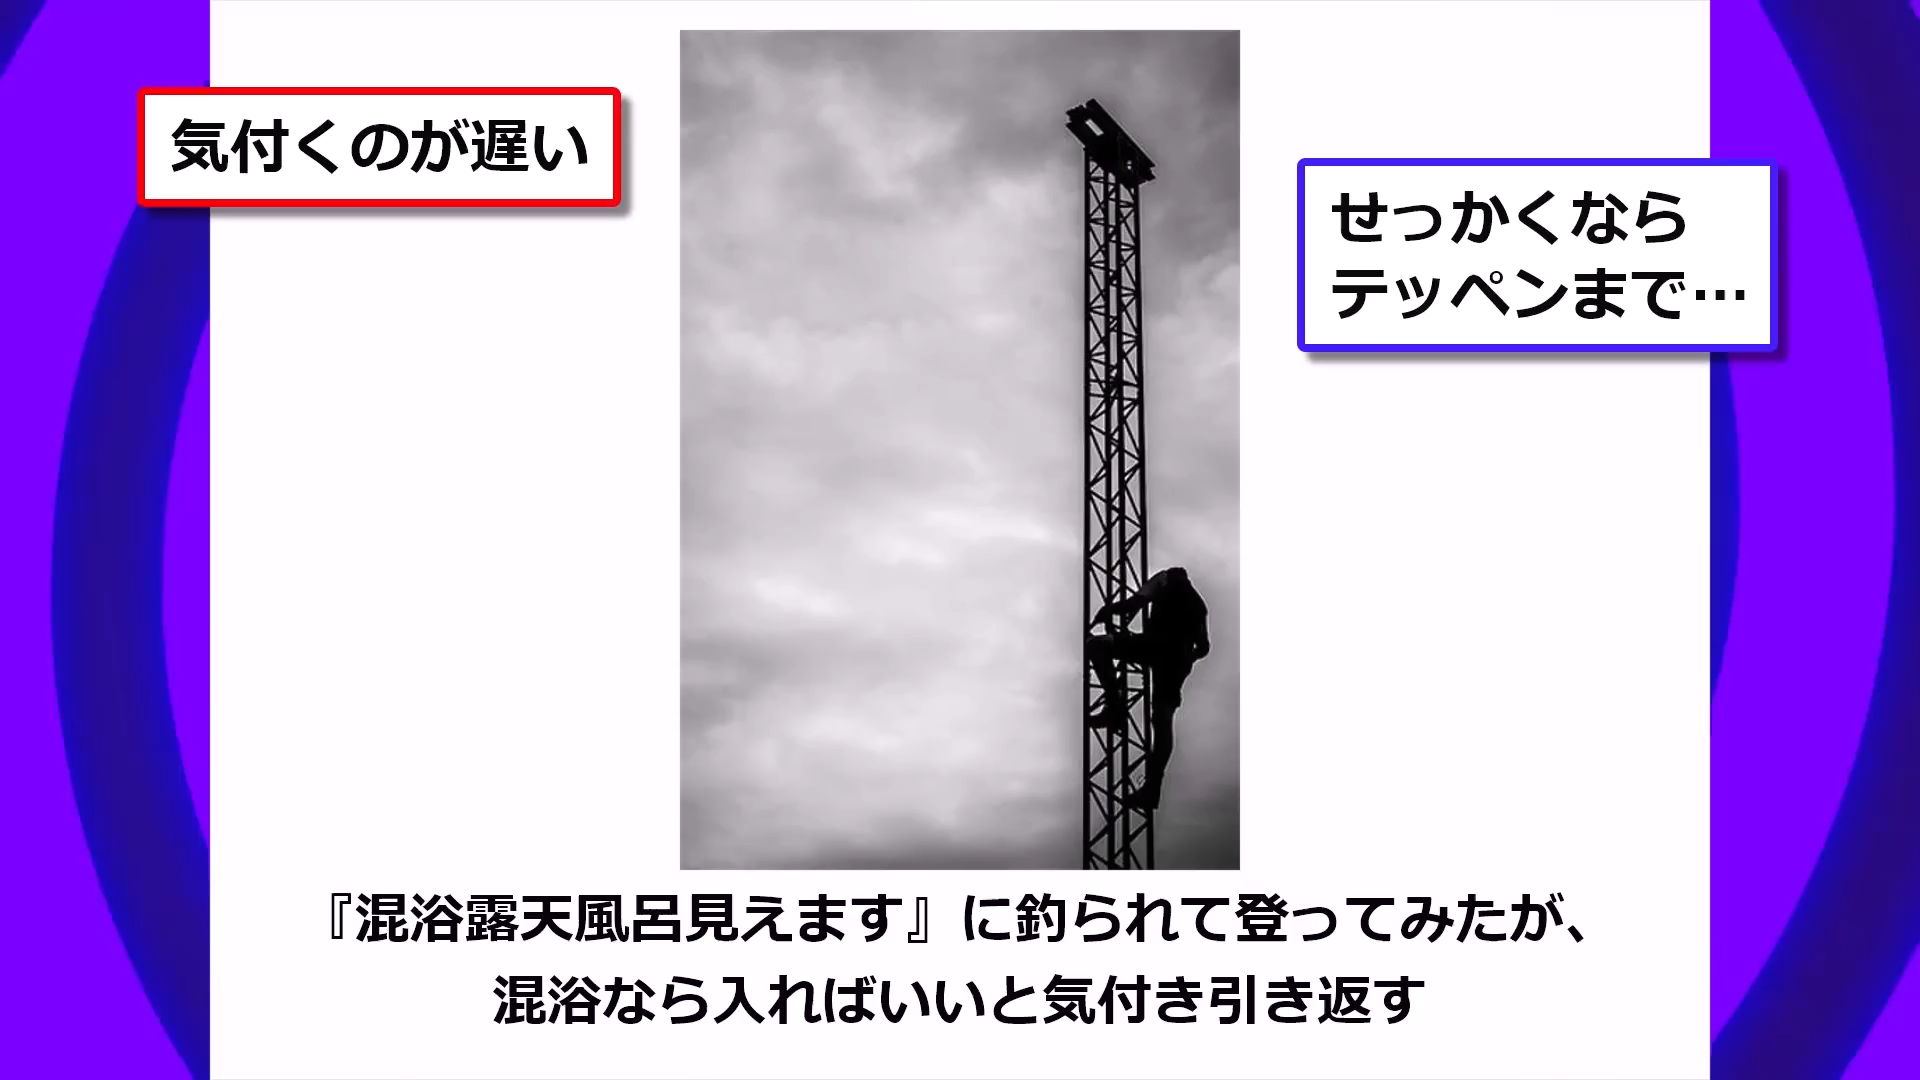 気付くのが遅い
せっかくなら
テッペンまで…
『混浴露天風呂見えます』に釣られて登ってみたが、
混浴なら入ればいいと気付き引き返す